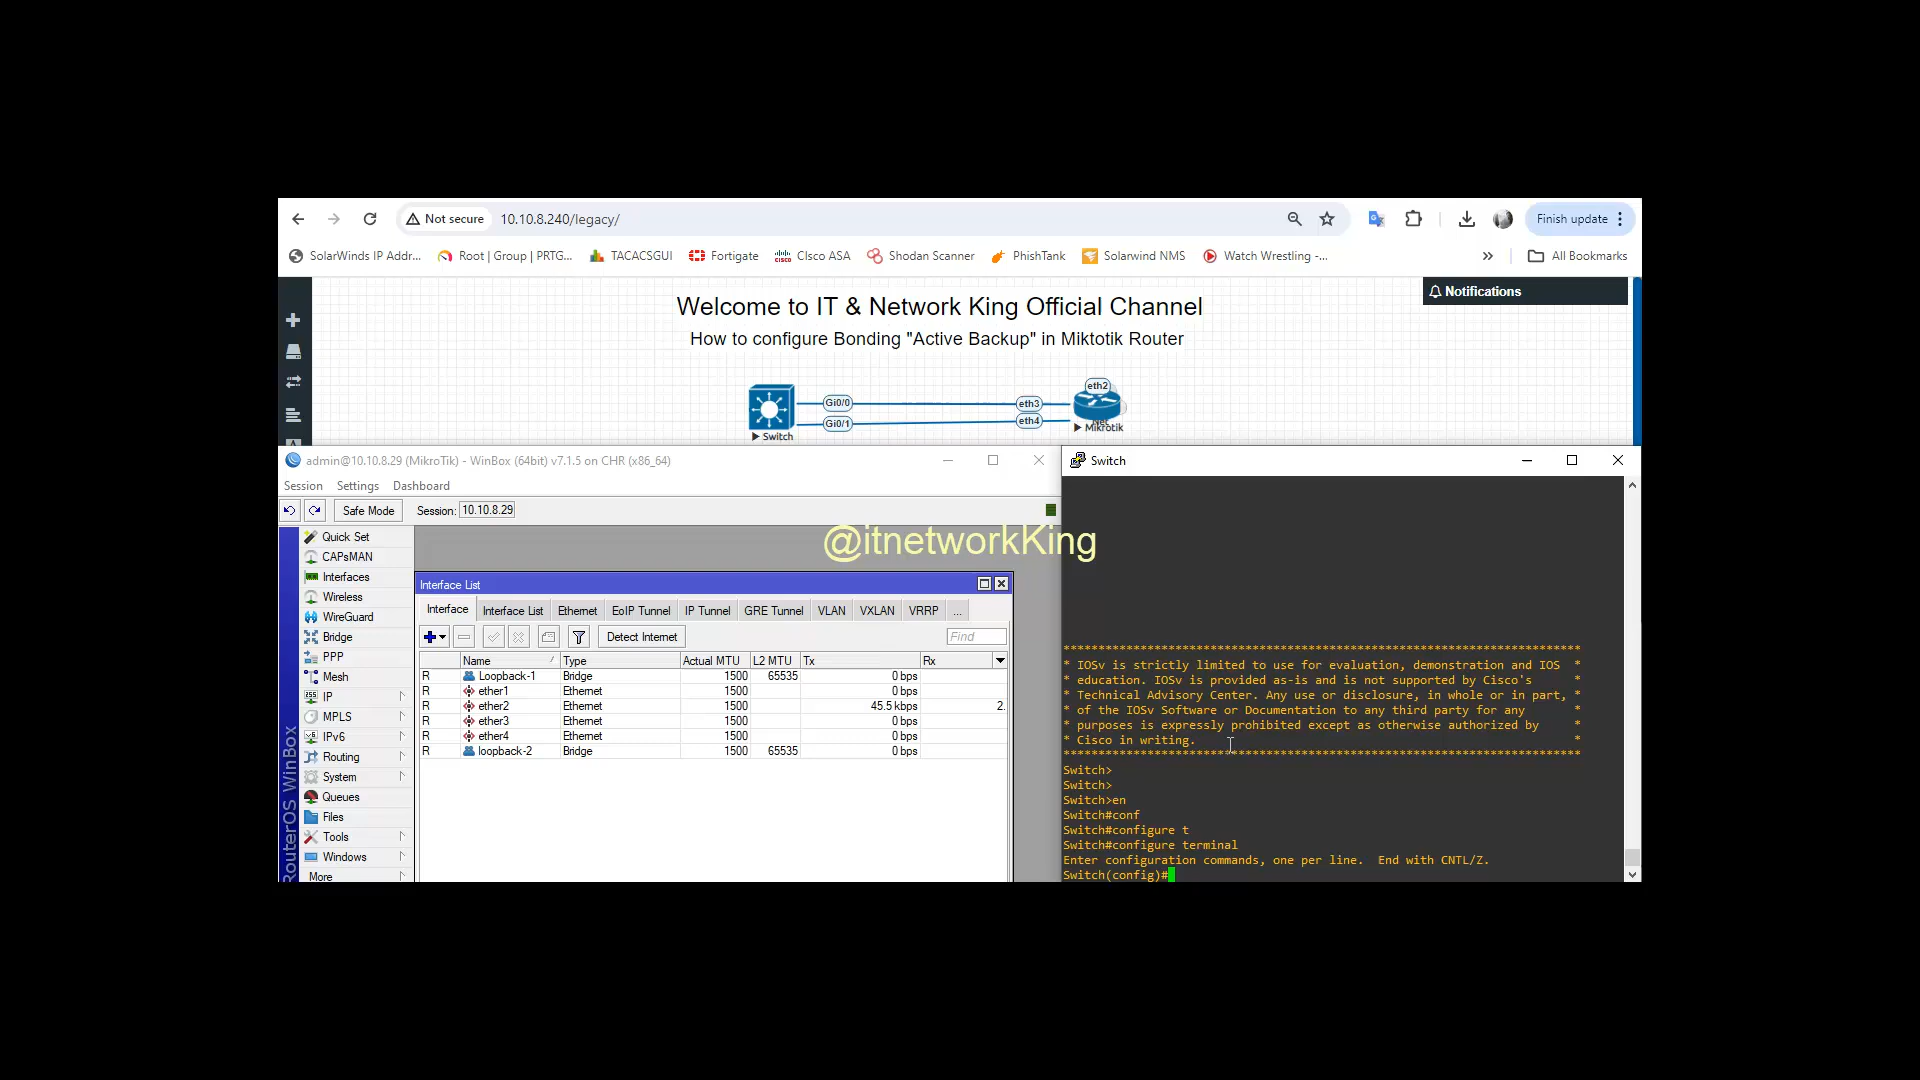 Not secure
10.10.8.240/legacy/
Finish update
SolarWinds IP Addr...
Root | Group | PRTG...
TACACSGUI
Fortigate
CIsco ASA
Shodan Scanner
PhishTank
Solarwind NMS
Watch Wrestling -...
»
All Bookmarks
Welcome to IT & Network King Official Channel
How to configure Bonding "Active Backup" in Miktotik Router
Notifications
eth2
Gi0/0
eth3
Gi0/1
eth4
Net
Switch
Mikrotik
admin@10.10.8.29 (MikroTik) - WinBox (64bit) v7.1.5 on CHR (x86_64)
Session Settings Dashboard
Safe Mode Session: 10.10.8.29
@itnetworkKing
RouterOS WinBox
Quick Set
CAPsMAN
Interfaces
Wireless
WireGuard
Bridge
PPP
Mesh
IP
MPLS
IPv6
Routing
System
Queues
Files
Tools
Windows
More
Interface List
Interface Interface List Ethernet EoIP Tunnel IP Tunnel GRE Tunnel VLAN VXLAN VRRP ...
Detect Internet Find
Name Type Actual MTU L2 MTU Tx Rx
R Loopback-1 Bridge 1500 65535 0 bps
R ether1 Ethernet 1500 0 bps
R ether2 Ethernet 1500 45.5 kbps 2.
R ether3 Ethernet 1500 0 bps
R ether4 Ethernet 1500 0 bps
R loopback-2 Bridge 1500 65535 0 bps
Switch
**************************************************************************
* IOSv is strictly limited to use for evaluation, demonstration and IOS *
* education. IOSv is provided as-is and is not supported by Cisco's *
* Technical Advisory Center. Any use or disclosure, in whole or in part, *
* of the IOSv Software or Documentation to any third party for any *
* purposes is expressly prohibited except as otherwise authorized by *
* Cisco in writing. *
**************************************************************************
Switch>
Switch>
Switch>en
Switch#conf
Switch#configure t
Switch#configure terminal
Enter configuration commands, one per line. End with CNTL/Z.
Switch(config)#